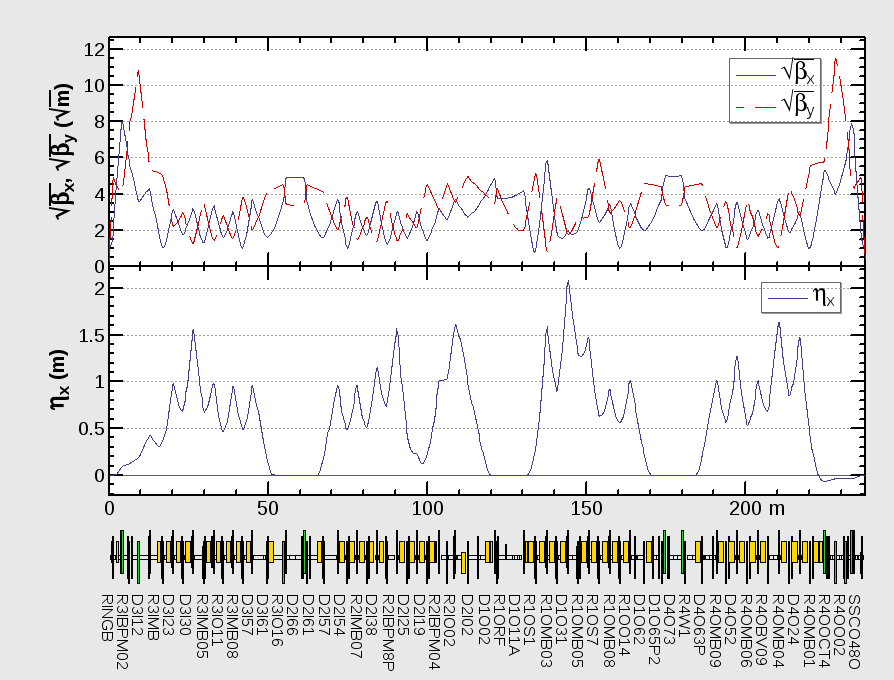 12
10
8
6
4
2
0
√βx, √βy (√m)
√βx
√βy
2
1.5
1
0.5
0
ηx (m)
ηx
0 50 100 150 200 m
RINGB
R3IBPM02
D3I12
R3IMB
D3I23
D3I30
R3IMB05
R3IO11
R3IMB08
D3I57
D3I61
R3IO16
D2I66
D2I61
D2I57
D2I54
R2IMB07
D2I38
R2IBPM8P
D2I25
D2I19
R2IBPM04
R2IO02
D2I02
D1O02
R1ORF
D1O11A
R1OS1
R1OMB03
D1O31
R1OMB05
R1OS7
R1OMB08
R1OO14
D1O62
D1O65P2
D4O73
R4W1
D4O63P
R4OMB09
D4O52
R4OMB06
R4OBV09
R4OMB04
D4O24
R4OMB01
R4OOCT4
R4OO02
SSCO48O